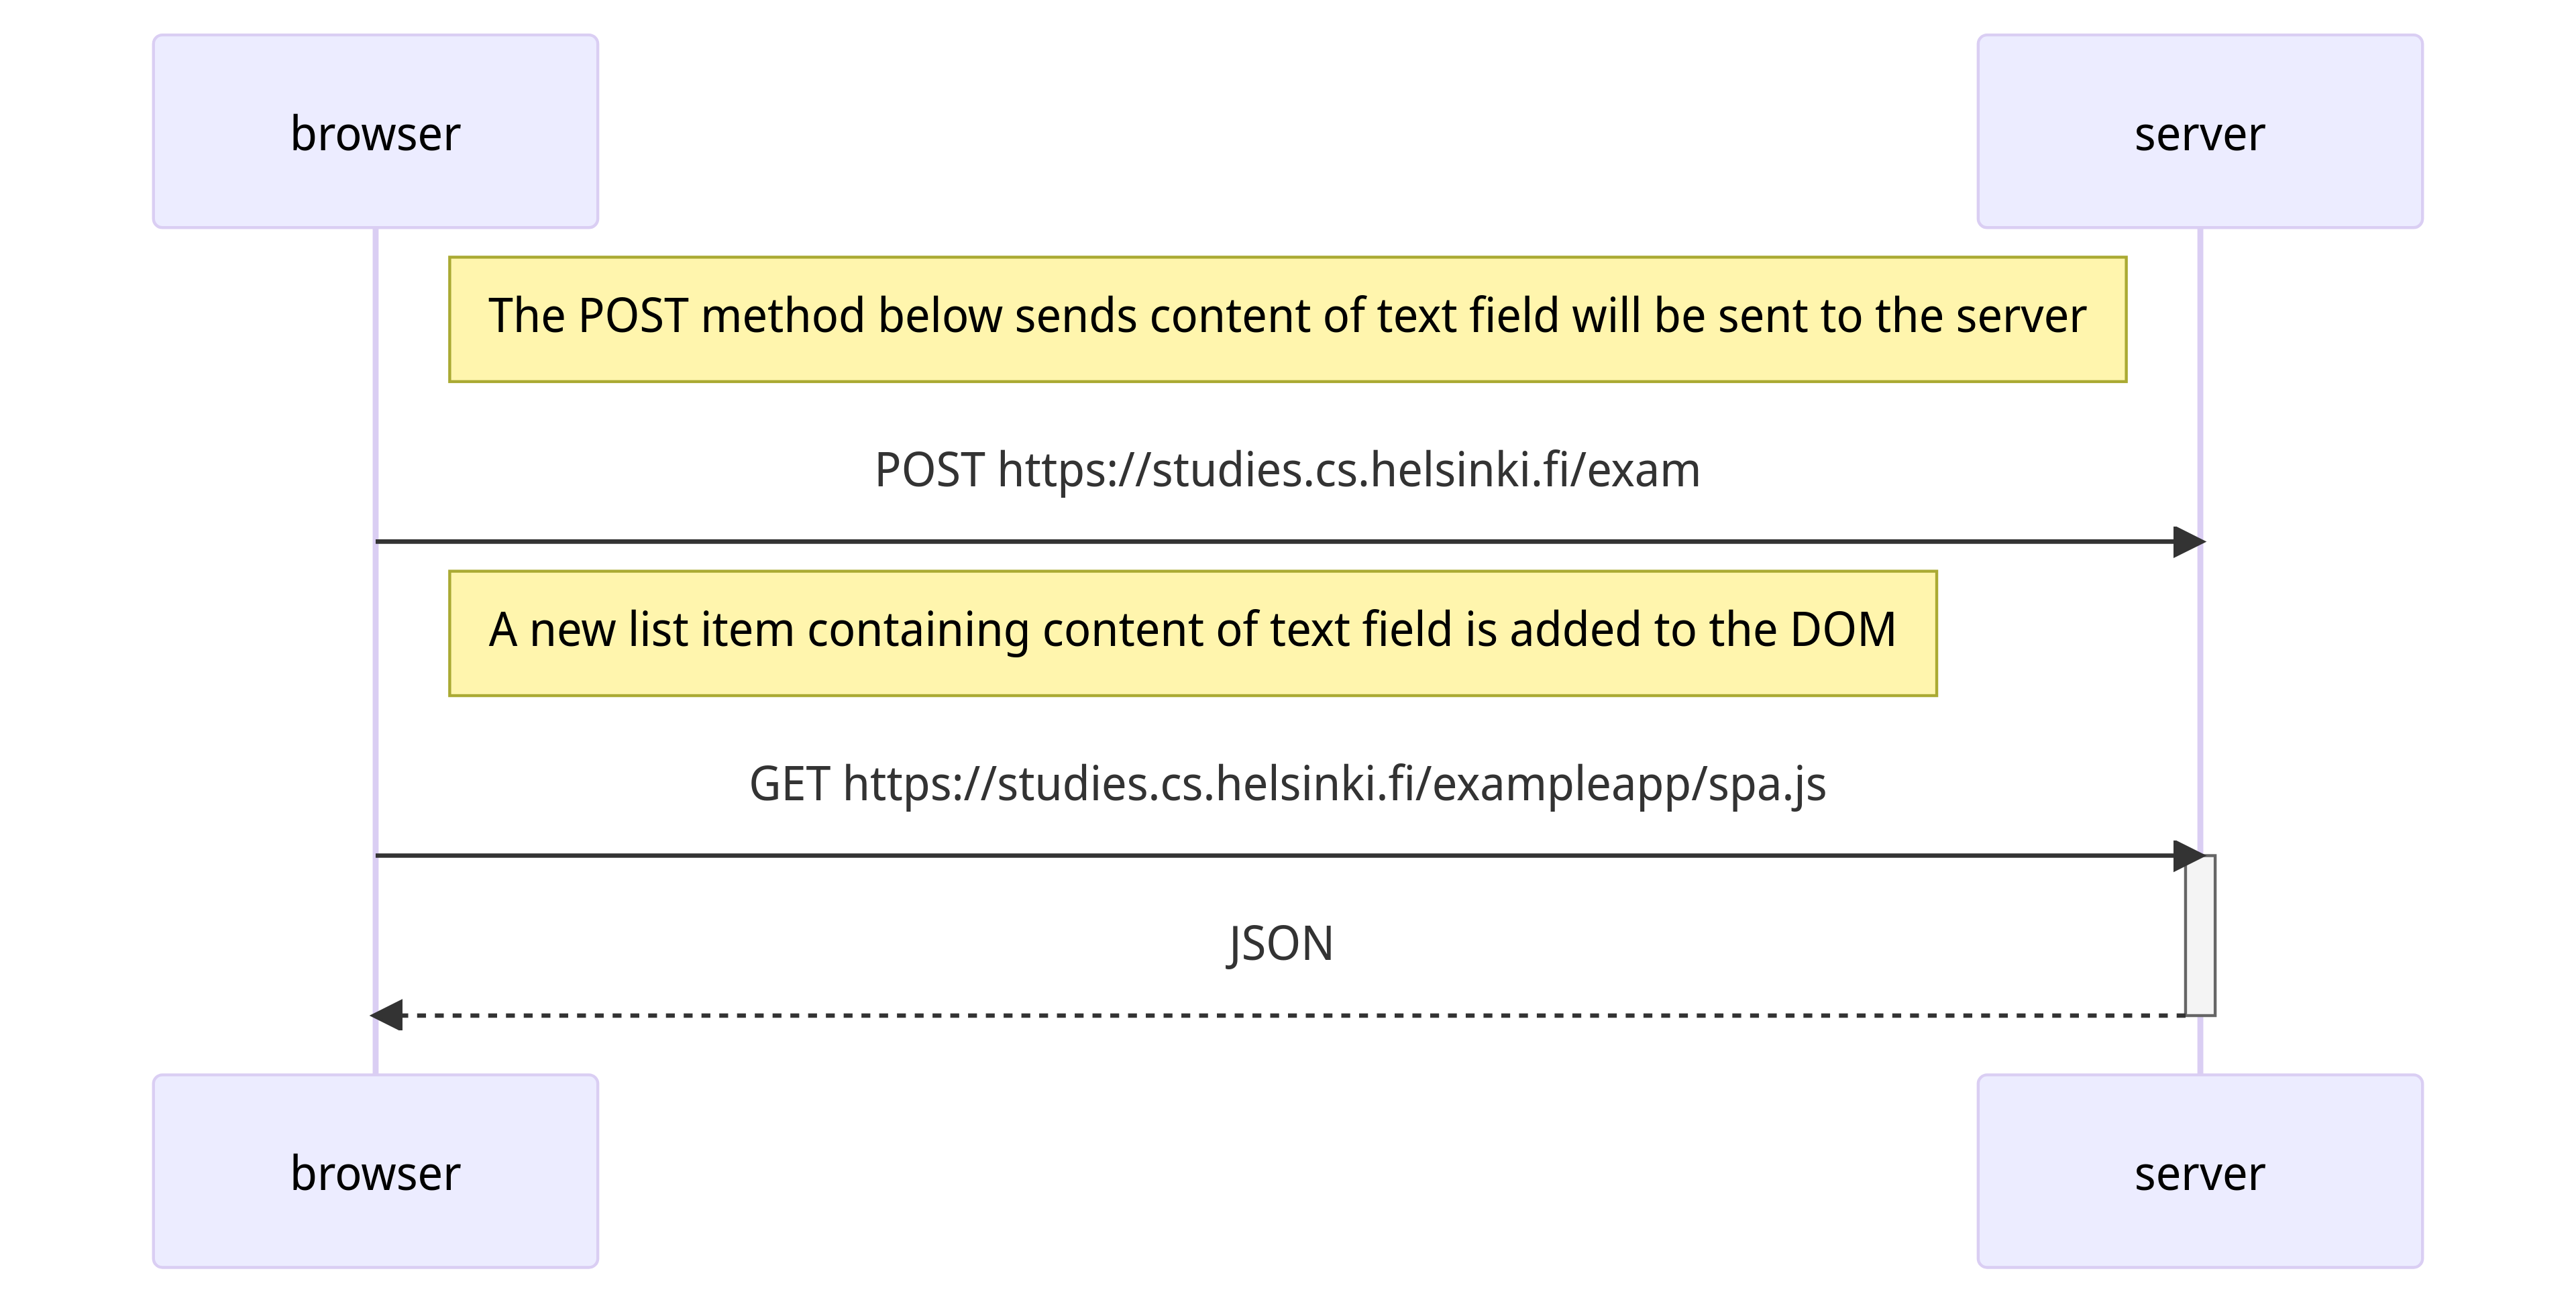 browser
server
The POST method below sends content of text field will be sent to the server
POST https://studies.cs.helsinki.fi/exam
A new list item containing content of text field is added to the DOM
GET https://studies.cs.helsinki.fi/exampleapp/spa.js
JSON
browser
server